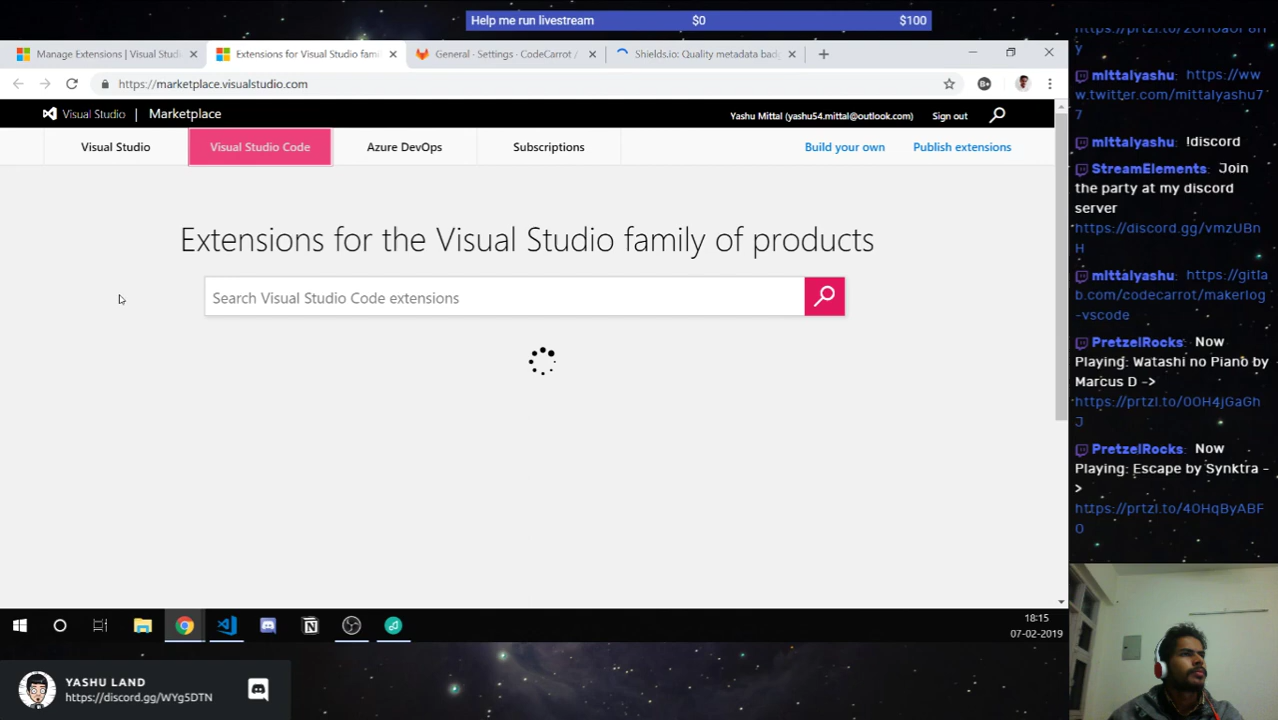 Help me run livestream $0 $100
Manage Extensions | Visual Studi
Extensions for Visual Studio fami
General · Settings · CodeCarrot /
Shields.io: Quality metadata badg
https://marketplace.visualstudio.com
Visual Studio | Marketplace
Yashu Mittal (yashu54.mittal@outlook.com) Sign out
Visual Studio
Visual Studio Code
Azure DevOps
Subscriptions
Build your own
Publish extensions
Extensions for the Visual Studio family of products
Search Visual Studio Code extensions
18:15
07-02-2019
YASHU LAND
https://discord.gg/WYg5DTN
y
mittalyashu: https://ww
w.twitter.com/mittalyashu7
7
mittalyashu: !discord
StreamElements: Join
the party at my discord
server
https://discord.gg/vmzUBn
H
mittalyashu: https://gitla
b.com/codecarrot/makerlog
-vscode
PretzelRocks: Now
Playing: Watashi no Piano by
Marcus D ->
https://prtzl.to/00H4jGaGh
J
PretzelRocks: Now
Playing: Escape by Synktra -
>
https://prtzl.to/40HqByABF
0